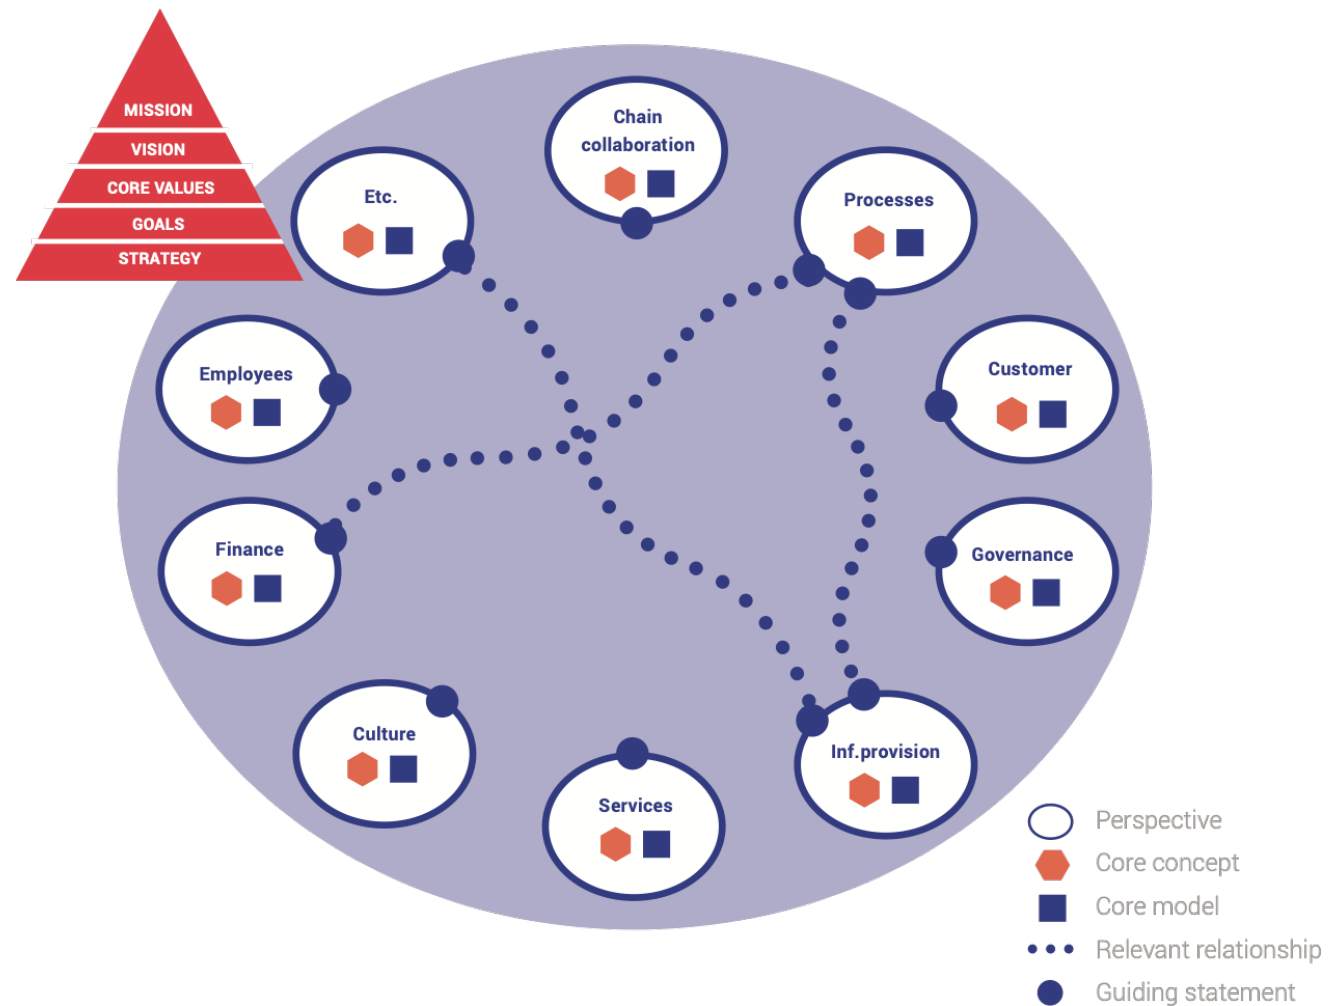 MISSION
VISION
CORE VALUES
GOALS
STRATEGY
Chain
collaboration
Etc.
Processes
Employees
Customer
Finance
Governance
Culture
Inf.provision
Services
Perspective
Core concept
Core model
Relevant relationship
Guiding statement